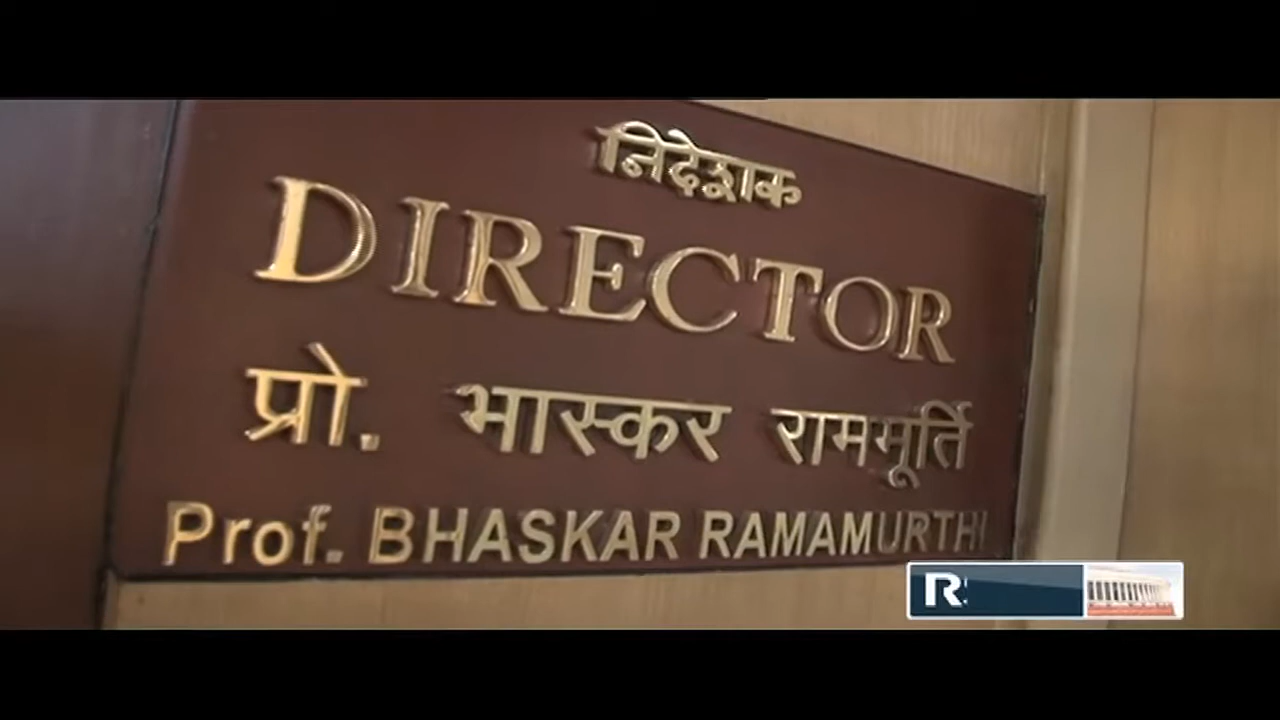 निदेशक
DIRECTOR
प्रो. भास्कर राममूर्ति
Prof. BHASKAR RAMAMURTHI